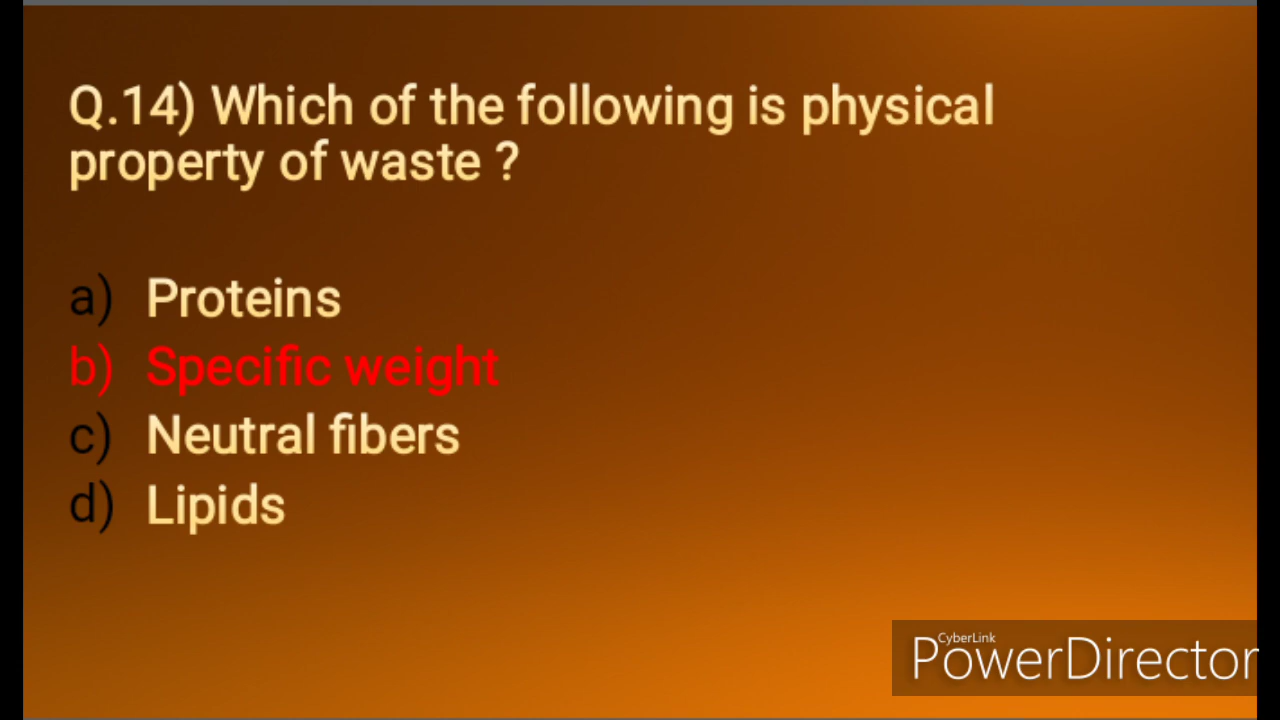 Q.14) Which of the following is physical
property of waste ?
a) Proteins
b) Specific weight
c) Neutral fibers
d) Lipids
CyberLink
PowerDirector